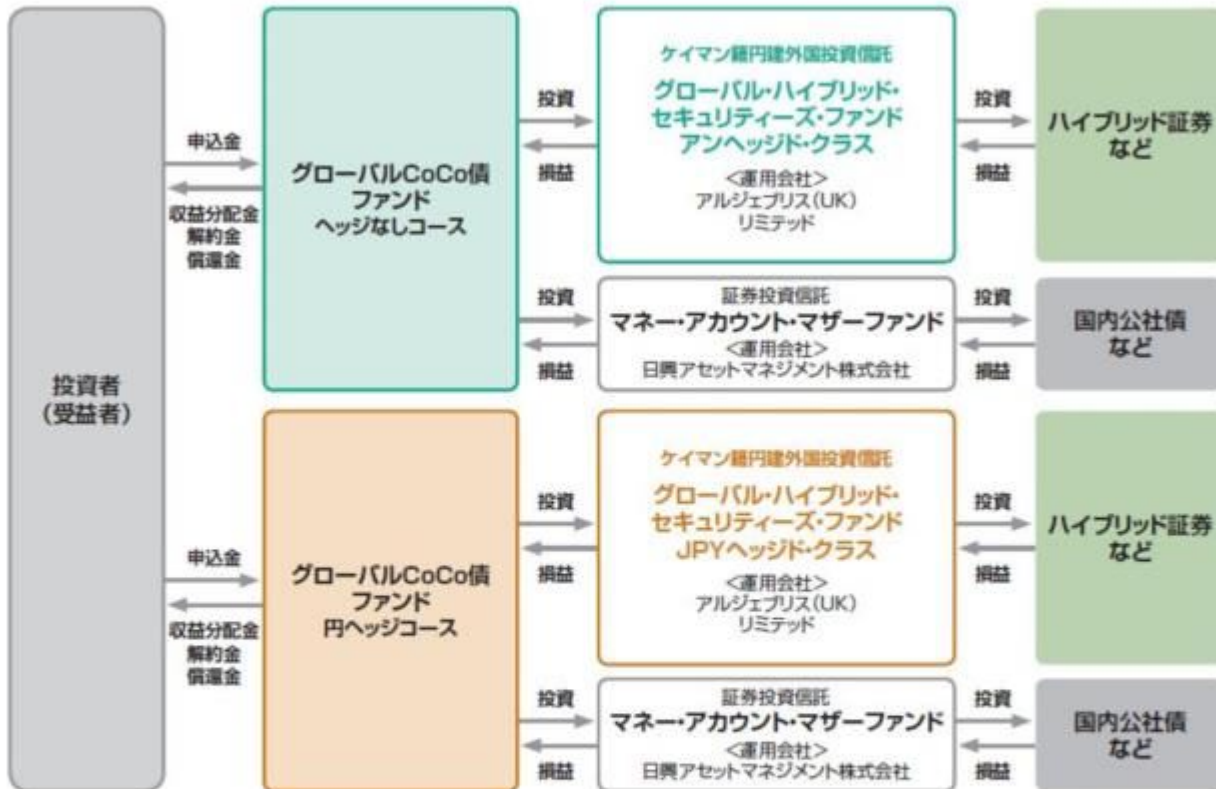 投資者
（受益者）
申込金
収益分配金
解約金
償還金
グローバルCoCo債
ファンド
ヘッジなしコース
投資
損益
ケイマン籍円建外国投資信託
グローバル・ハイブリッド・
セキュリティーズ・ファンド
アンヘッジド・クラス
＜運用会社＞
アルジェブリス（UK）
リミテッド
投資
損益
ハイブリッド証券
など
投資
損益
証券投資信託
マネー・アカウント・マザーファンド
＜運用会社＞
日興アセットマネジメント株式会社
投資
損益
国内公社債
など
申込金
収益分配金
解約金
償還金
グローバルCoCo債
ファンド
円ヘッジコース
投資
損益
ケイマン籍円建外国投資信託
グローバル・ハイブリッド・
セキュリティーズ・ファンド
JPYヘッジド・クラス
＜運用会社＞
アルジェブリス（UK）
リミテッド
投資
損益
ハイブリッド証券
など
投資
損益
証券投資信託
マネー・アカウント・マザーファンド
＜運用会社＞
日興アセットマネジメント株式会社
投資
損益
国内公社債
など